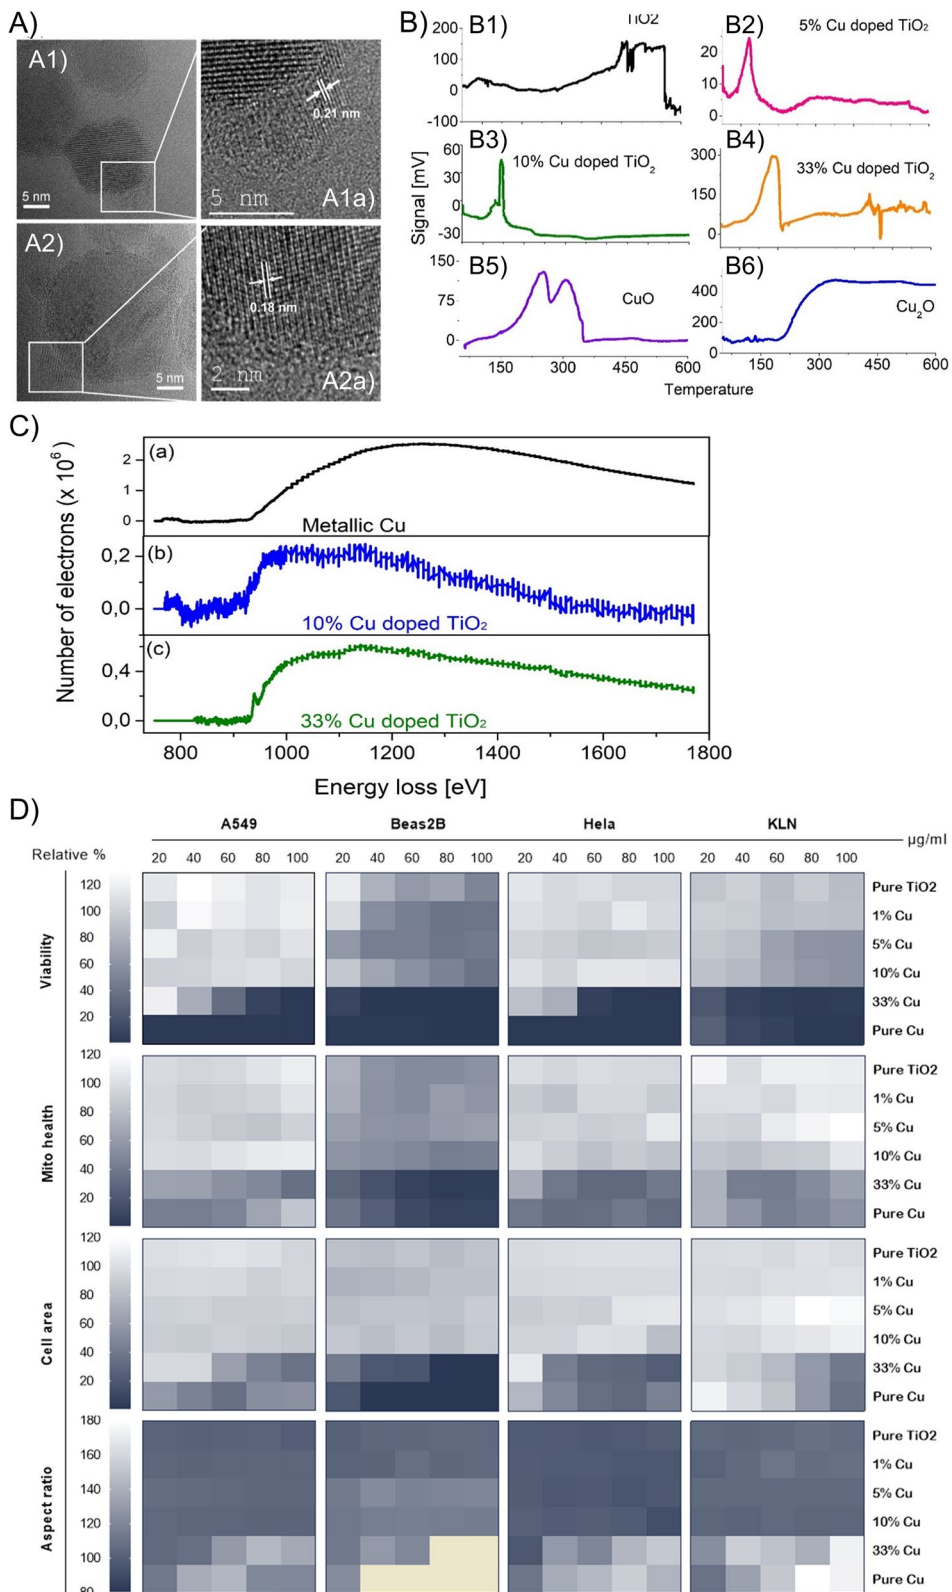 A)
A1)
5 nm
0.21 nm
5 nm
A1a)
A2)
5 nm
0.18 nm
2 nm
A2a)
B)
B1)
TiO2
200
100
0
-100
B2)
5% Cu doped TiO2
20
10
0
B3)
10% Cu doped TiO2
60
30
0
-30
B4)
33% Cu doped TiO2
300
150
0
Signal [mV]
B5)
CuO
150
75
0
150 300 450 600
B6)
Cu2O
400
200
0
150 300 450 600
Temperature
C)
Number of electrons (x 10^6)
(a)
2
1
0
Metallic Cu
(b)
0,2
0,0
10% Cu doped TiO2
(c)
0,4
0,0
33% Cu doped TiO2
800 1000 1200 1400 1600 1800
Energy loss [eV]
D)
A549 Beas2B Hela KLN
µg/ml
Relative % 20 40 60 80 100 20 40 60 80 100 20 40 60 80 100 20 40 60 80 100
Viability
120
100
80
60
40
20
Pure TiO2
1% Cu
5% Cu
10% Cu
33% Cu
Pure Cu
Mito health
120
100
80
60
40
20
Pure TiO2
1% Cu
5% Cu
10% Cu
33% Cu
Pure Cu
Cell area
120
100
80
60
40
20
Pure TiO2
1% Cu
5% Cu
10% Cu
33% Cu
Pure Cu
Aspect ratio
180
160
140
120
100
80
Pure TiO2
1% Cu
5% Cu
10% Cu
33% Cu
Pure Cu